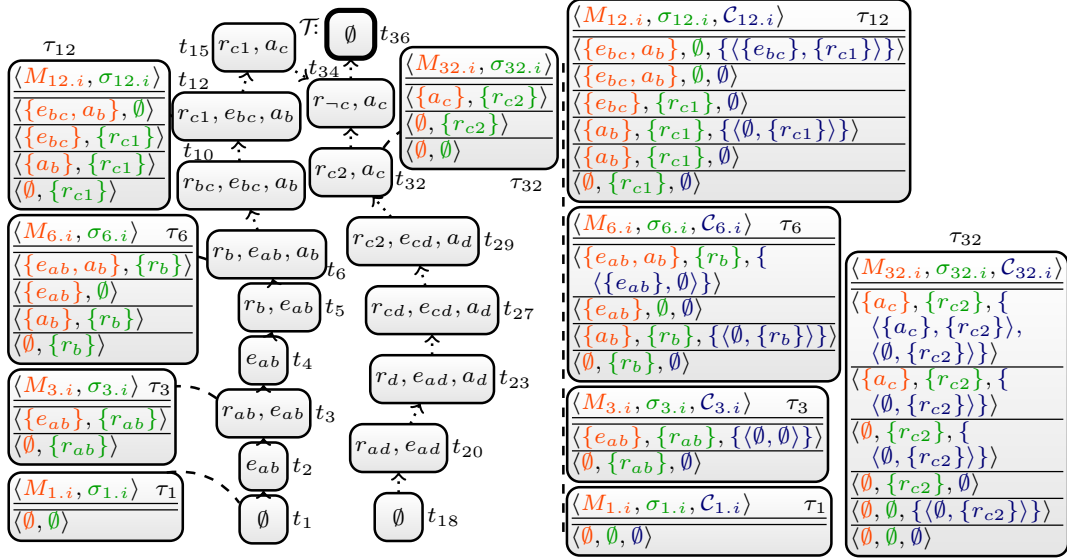 τ12
⟨M12.i, σ12.i⟩
⟨{ebc, ab}, ∅⟩
⟨{ebc}, {rc1}⟩
⟨{ab}, {rc1}⟩
⟨∅, {rc1}⟩
⟨M6.i, σ6.i⟩ τ6
⟨{eab, ab}, {rb}⟩
⟨{eab}, ∅⟩
⟨{ab}, {rb}⟩
⟨∅, {rb}⟩
⟨M3.i, σ3.i⟩ τ3
⟨{eab}, {rab}⟩
⟨∅, {rab}⟩
⟨M1.i, σ1.i⟩ τ1
⟨∅, ∅⟩
𝒯: ∅ t36
t15 rc1, ac
t34 r¬c, ac
t12 rc1, ebc, ab
t10 rbc, ebc, ab
rc2, ac t32
rb, eab, ab t6
rc2, ecd, ad t29
rb, eab t5
rcd, ecd, ad t27
eab t4
rd, ead, ad t23
rab, eab t3
rad, ead t20
eab t2
∅ t1
∅ t18
⟨M32.i, σ32.i⟩
⟨{ac}, {rc2}⟩
⟨∅, {rc2}⟩
⟨∅, ∅⟩
τ32
⟨M12.i, σ12.i, 𝒞12.i⟩ τ12
⟨{ebc, ab}, ∅, {⟨{ebc}, {rc1}⟩}⟩
⟨{ebc, ab}, ∅, ∅⟩
⟨{ebc}, {rc1}, ∅⟩
⟨{ab}, {rc1}, {⟨∅, {rc1}⟩}⟩
⟨{ab}, {rc1}, ∅⟩
⟨∅, {rc1}, ∅⟩
⟨M6.i, σ6.i, 𝒞6.i⟩ τ6
⟨{eab, ab}, {rb}, {
⟨{eab}, ∅⟩}⟩
⟨{eab}, ∅, ∅⟩
⟨{ab}, {rb}, {⟨∅, {rb}⟩}⟩
⟨∅, {rb}, ∅⟩
⟨M3.i, σ3.i, 𝒞3.i⟩ τ3
⟨{eab}, {rab}, {⟨∅, ∅⟩}⟩
⟨∅, {rab}, ∅⟩
⟨M1.i, σ1.i, 𝒞1.i⟩ τ1
⟨∅, ∅, ∅⟩
τ32
⟨M32.i, σ32.i, 𝒞32.i⟩
⟨{ac}, {rc2}, {
⟨{ac}, {rc2}⟩,
⟨∅, {rc2}⟩}⟩
⟨{ac}, {rc2}, {
⟨∅, {rc2}⟩}⟩
⟨∅, {rc2}, {
⟨∅, {rc2}⟩}⟩
⟨∅, {rc2}, ∅⟩
⟨∅, ∅, {⟨∅, {rc2}⟩}⟩
⟨∅, ∅, ∅⟩